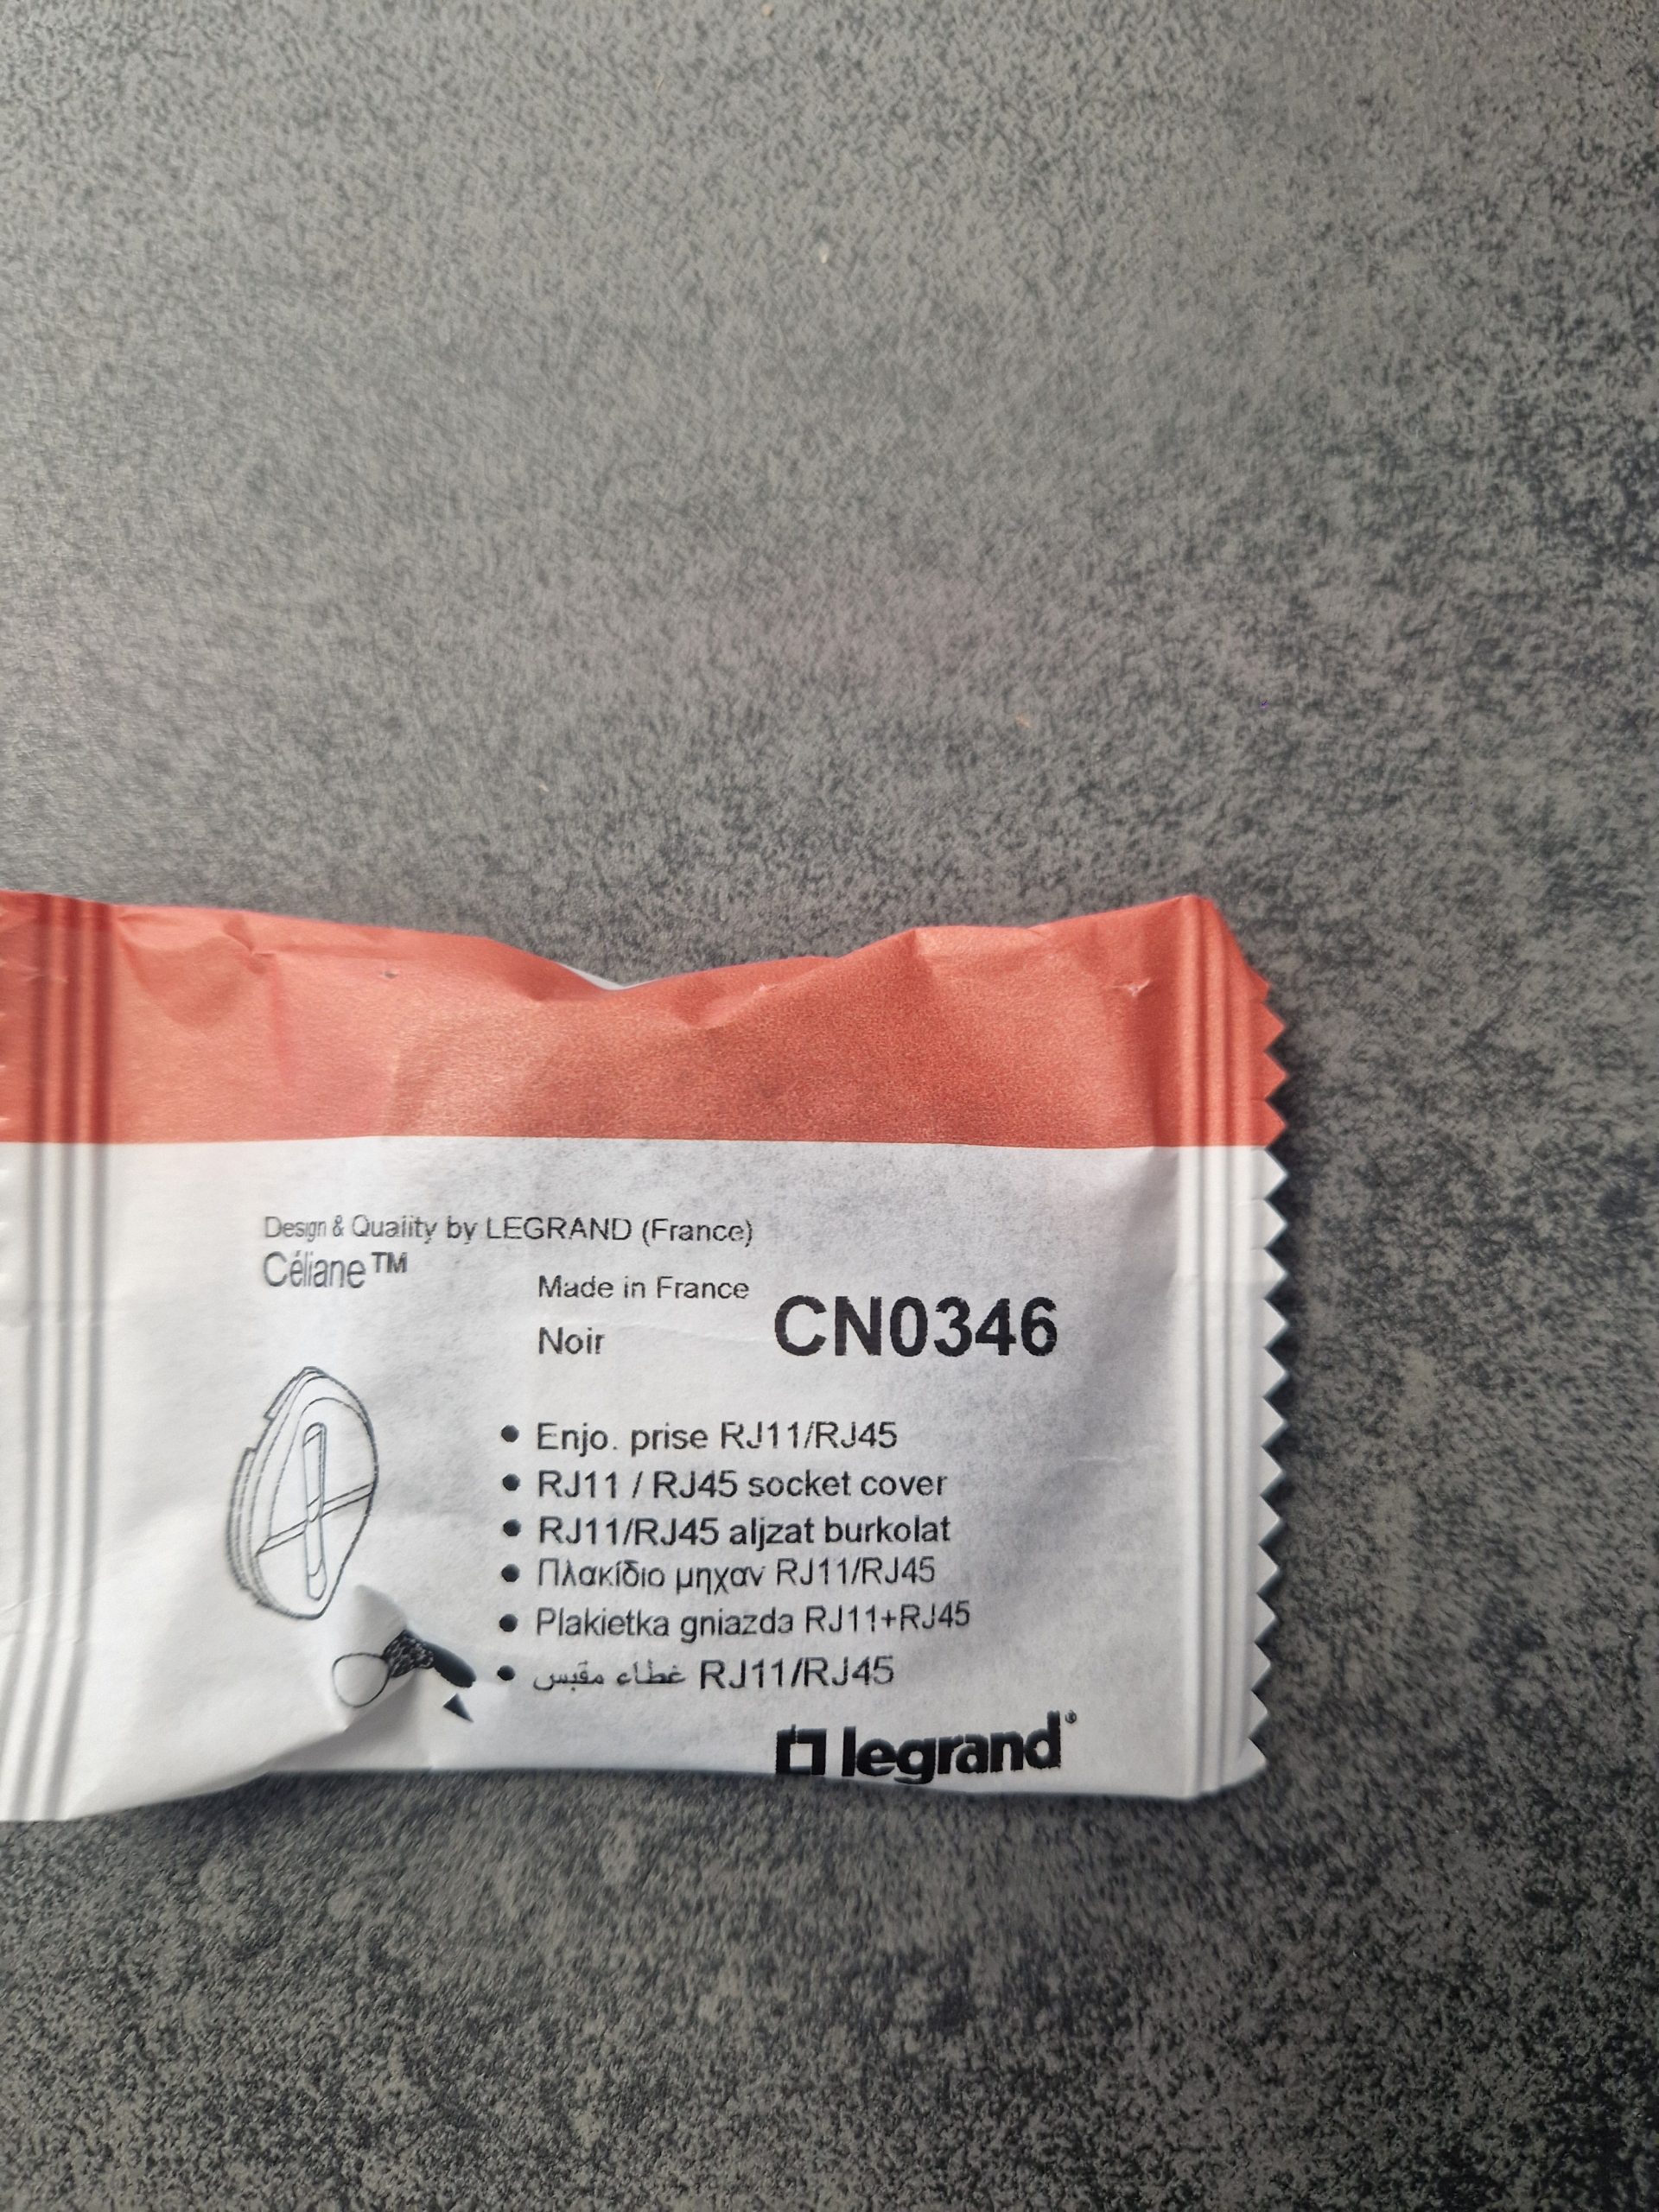 Design & Quality by LEGRAND (France)
Céliane™
Made in France
Noir
CN0346
• Enjo. prise RJ11/RJ45
• RJ11 / RJ45 socket cover
• RJ11/RJ45 aljzat burkolat
• Πλακίδιο μηχαν RJ11/RJ45
• Plakietka gniazda RJ11+RJ45
• غطاء مقبس RJ11/RJ45
legrand®